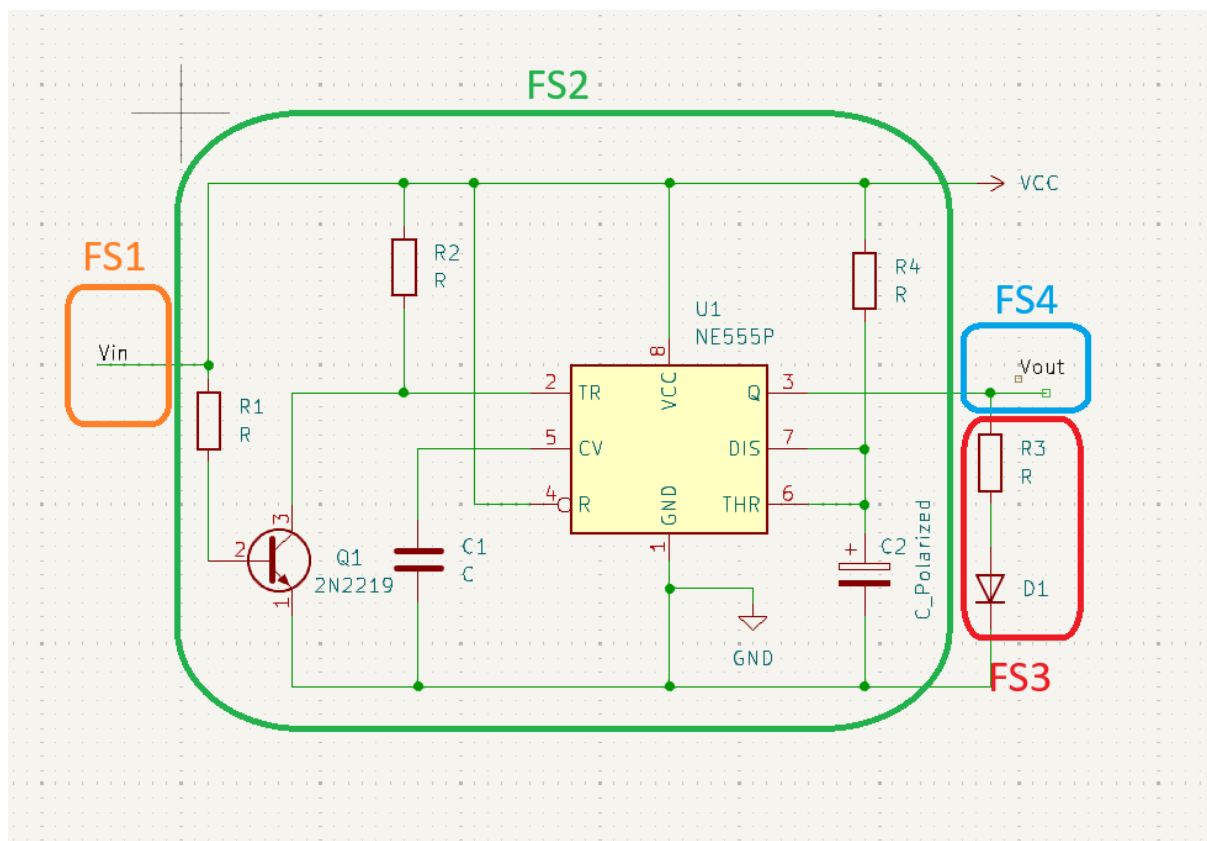 FS2
VCC
FS1
R2
R
R4
R
FS4
U1
NE555P
Vin
Vout
8
2
TR
VCC
Q
3
R1
R
5
CV
DIS
7
R3
R
4
R
GND
THR
6
3
2
Q1
2N2219
1
C1
C
1
+
C2
C_Polarized
D1
GND
FS3